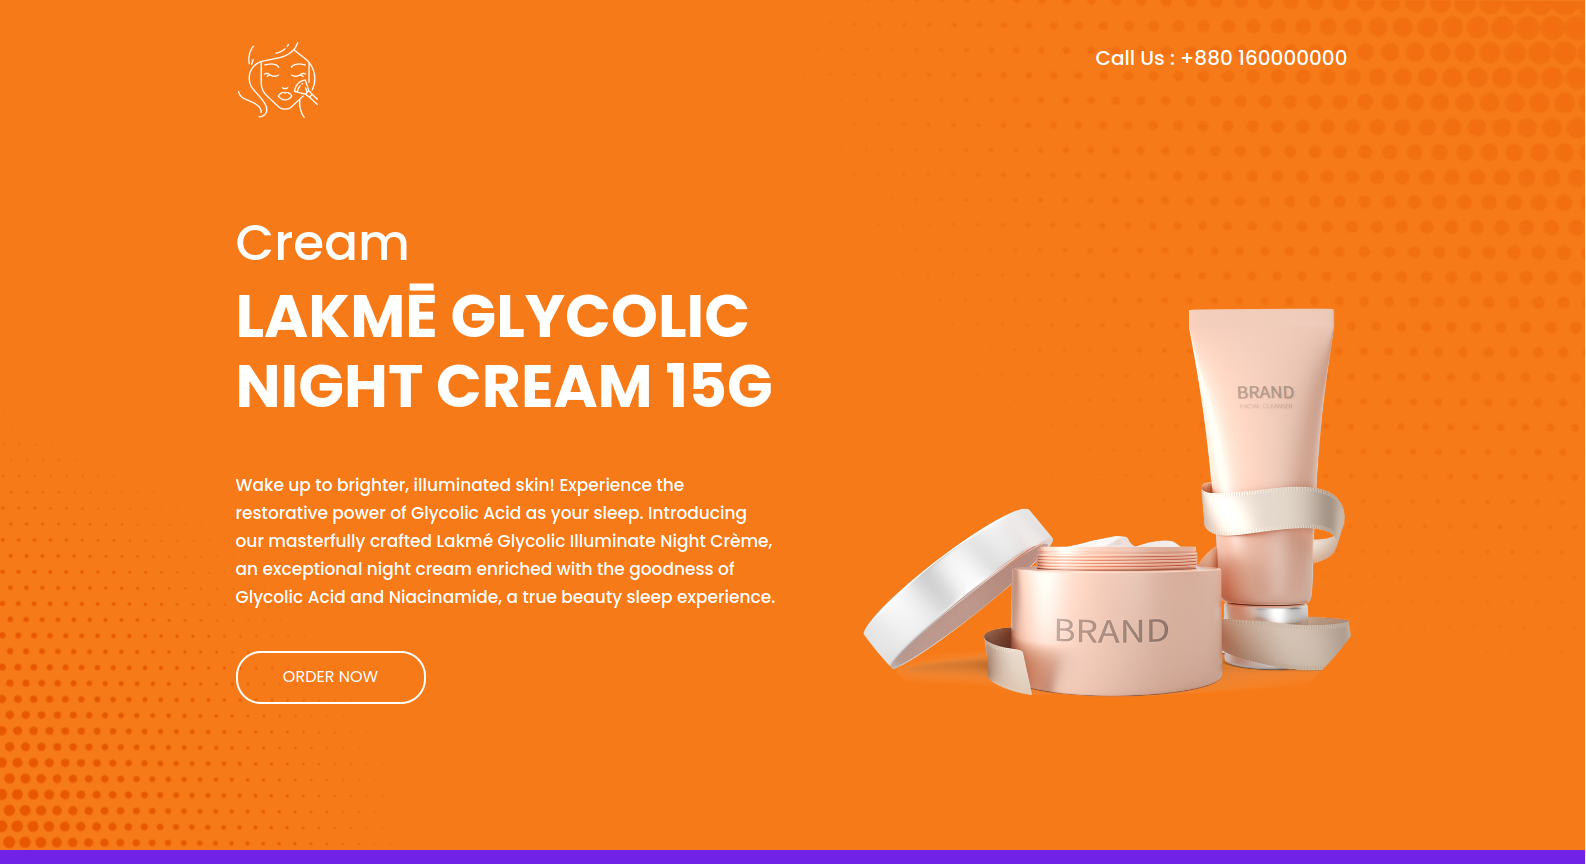 Call Us : +880 160000000
Cream
LAKMĒ GLYCOLIC
NIGHT CREAM 15G
Wake up to brighter, illuminated skin! Experience the
restorative power of Glycolic Acid as your sleep. Introducing
our masterfully crafted Lakmé Glycolic Illuminate Night Crème,
an exceptional night cream enriched with the goodness of
Glycolic Acid and Niacinamide, a true beauty sleep experience.
ORDER NOW
BRAND
FACIAL CLEANSER
BRAND